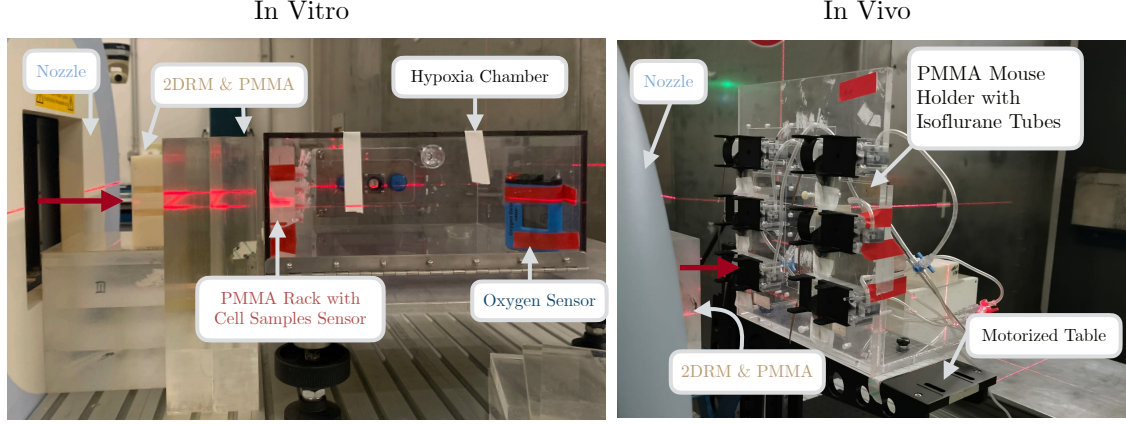 In Vitro
In Vivo
Nozzle
2DRM & PMMA
Hypoxia Chamber
PMMA Rack with
Cell Samples Sensor
Oxygen Sensor
Nozzle
PMMA Mouse
Holder with
Isoflurane Tubes
2DRM & PMMA
Motorized Table